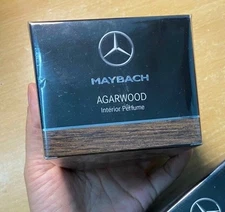 MAYBACH
AGARWOOD
Interior Perfume